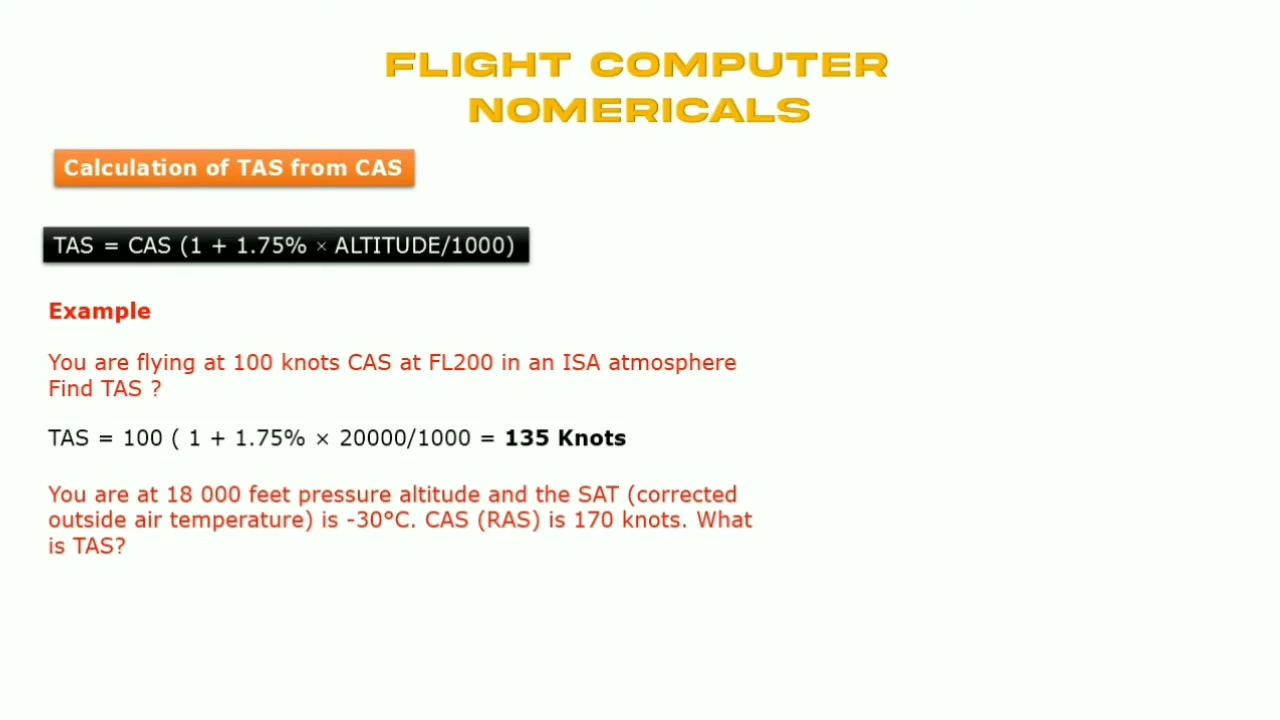 FLIGHT COMPUTER
NOMERICALS
Calculation of TAS from CAS
TAS = CAS (1 + 1.75% × ALTITUDE/1000)
Example
You are flying at 100 knots CAS at FL200 in an ISA atmosphere
Find TAS ?
TAS = 100 ( 1 + 1.75% × 20000/1000 = 135 Knots
You are at 18 000 feet pressure altitude and the SAT (corrected
outside air temperature) is -30°C. CAS (RAS) is 170 knots. What
is TAS?